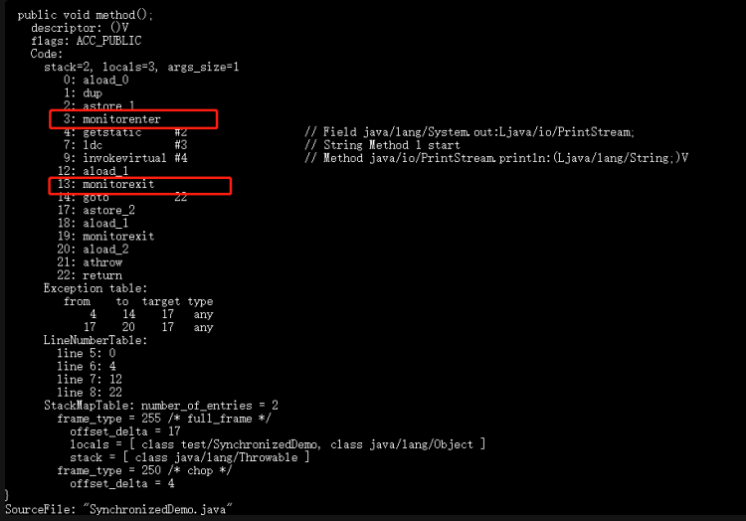 public void method();
descriptor: ()V
flags: ACC_PUBLIC
Code:
stack=2, locals=3, args_size=1
0: aload_0
1: dup
2: astore_1
3: monitorenter
4: getstatic #2 // Field java/lang/System.out:Ljava/io/PrintStream;
7: ldc #3 // String Method 1 start
9: invokevirtual #4 // Method java/io/PrintStream.println:(Ljava/lang/String;)V
12: aload_1
13: monitorexit
14: goto 22
17: astore_2
18: aload_1
19: monitorexit
20: aload_2
21: athrow
22: return
Exception table:
from to target type
4 14 17 any
17 20 17 any
LineNumberTable:
line 5: 0
line 6: 4
line 7: 12
line 8: 22
StackMapTable: number_of_entries = 2
frame_type = 255 /* full_frame */
offset_delta = 17
locals = [ class test/SynchronizedDemo, class java/lang/Object ]
stack = [ class java/lang/Throwable ]
frame_type = 250 /* chop */
offset_delta = 4
}
SourceFile: "SynchronizedDemo.java"